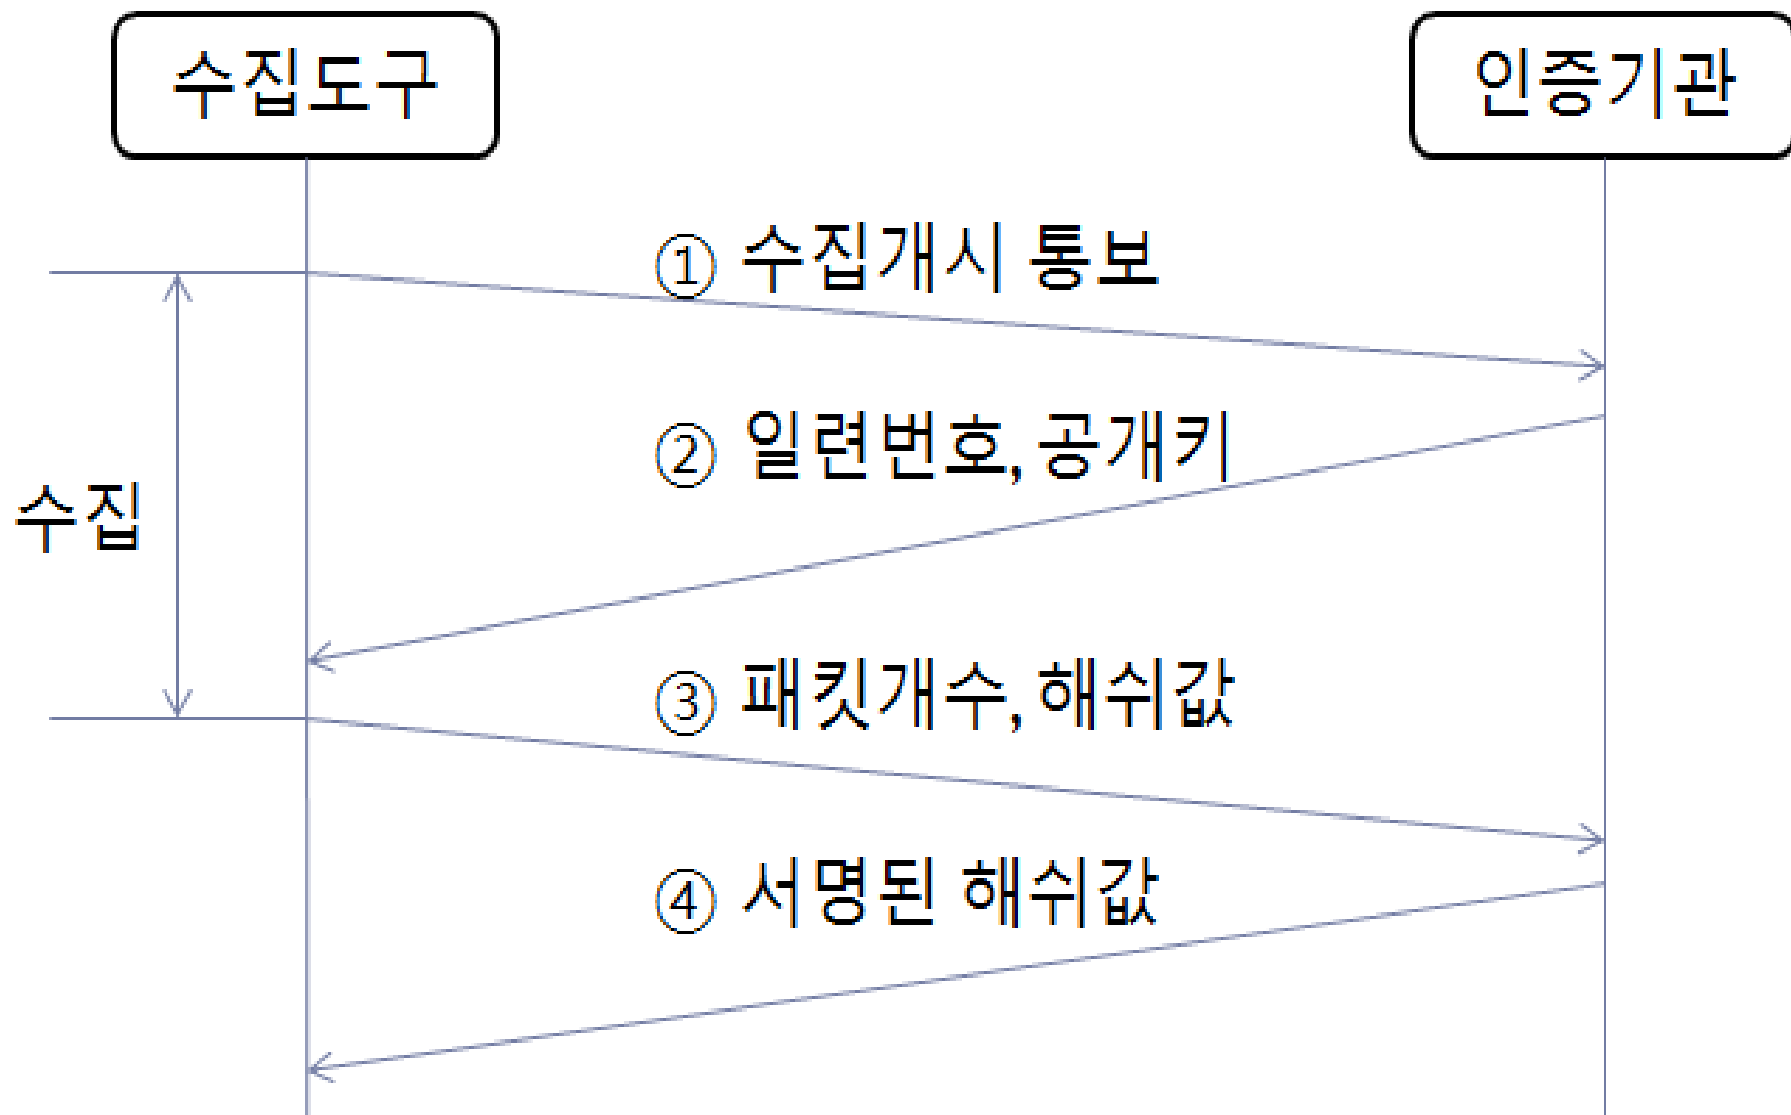 수집도구
인증기관
① 수집개시 통보
② 일련번호, 공개키
수집
③ 패킷개수, 해쉬값
④ 서명된 해쉬값